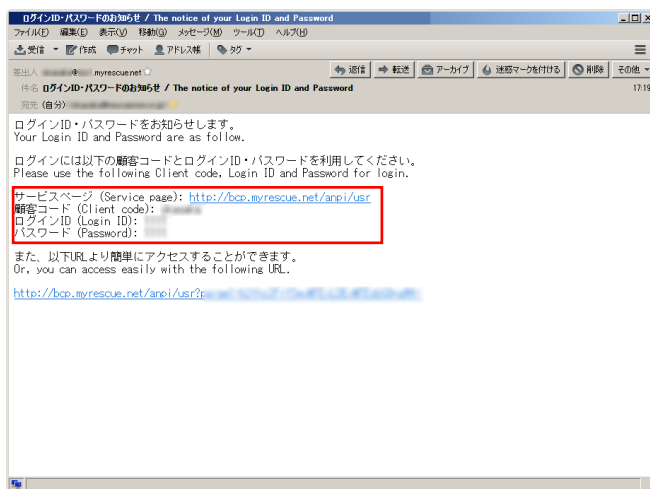 ログインID・パスワードのお知らせ / The notice of your Login ID and Password
ファイル(F) 編集(E) 表示(V) 移動(G) メッセージ(M) ツール(T) ヘルプ(H)
受信 作成 チャット アドレス帳 タグ
差出人 myrescue.net 返信 転送 アーカイブ 迷惑マークを付ける 削除 その他
件名 ログインID・パスワードのお知らせ / The notice of your Login ID and Password 17:19
宛先 (自分)
ログインID・パスワードをお知らせします。
Your Login ID and Password are as follow.
ログインには以下の顧客コードとログインID・パスワードを利用してください。
Please use the following Client code, Login ID and Password for login.
サービスページ (Service page): http://bcp.myrescue.net/anpi/usr
顧客コード (Client code):
ログインID (Login ID):
パスワード (Password):
また、以下URLより簡単にアクセスすることができます。
Or, you can access easily with the following URL.
http://bcp.myrescue.net/anpi/usr?